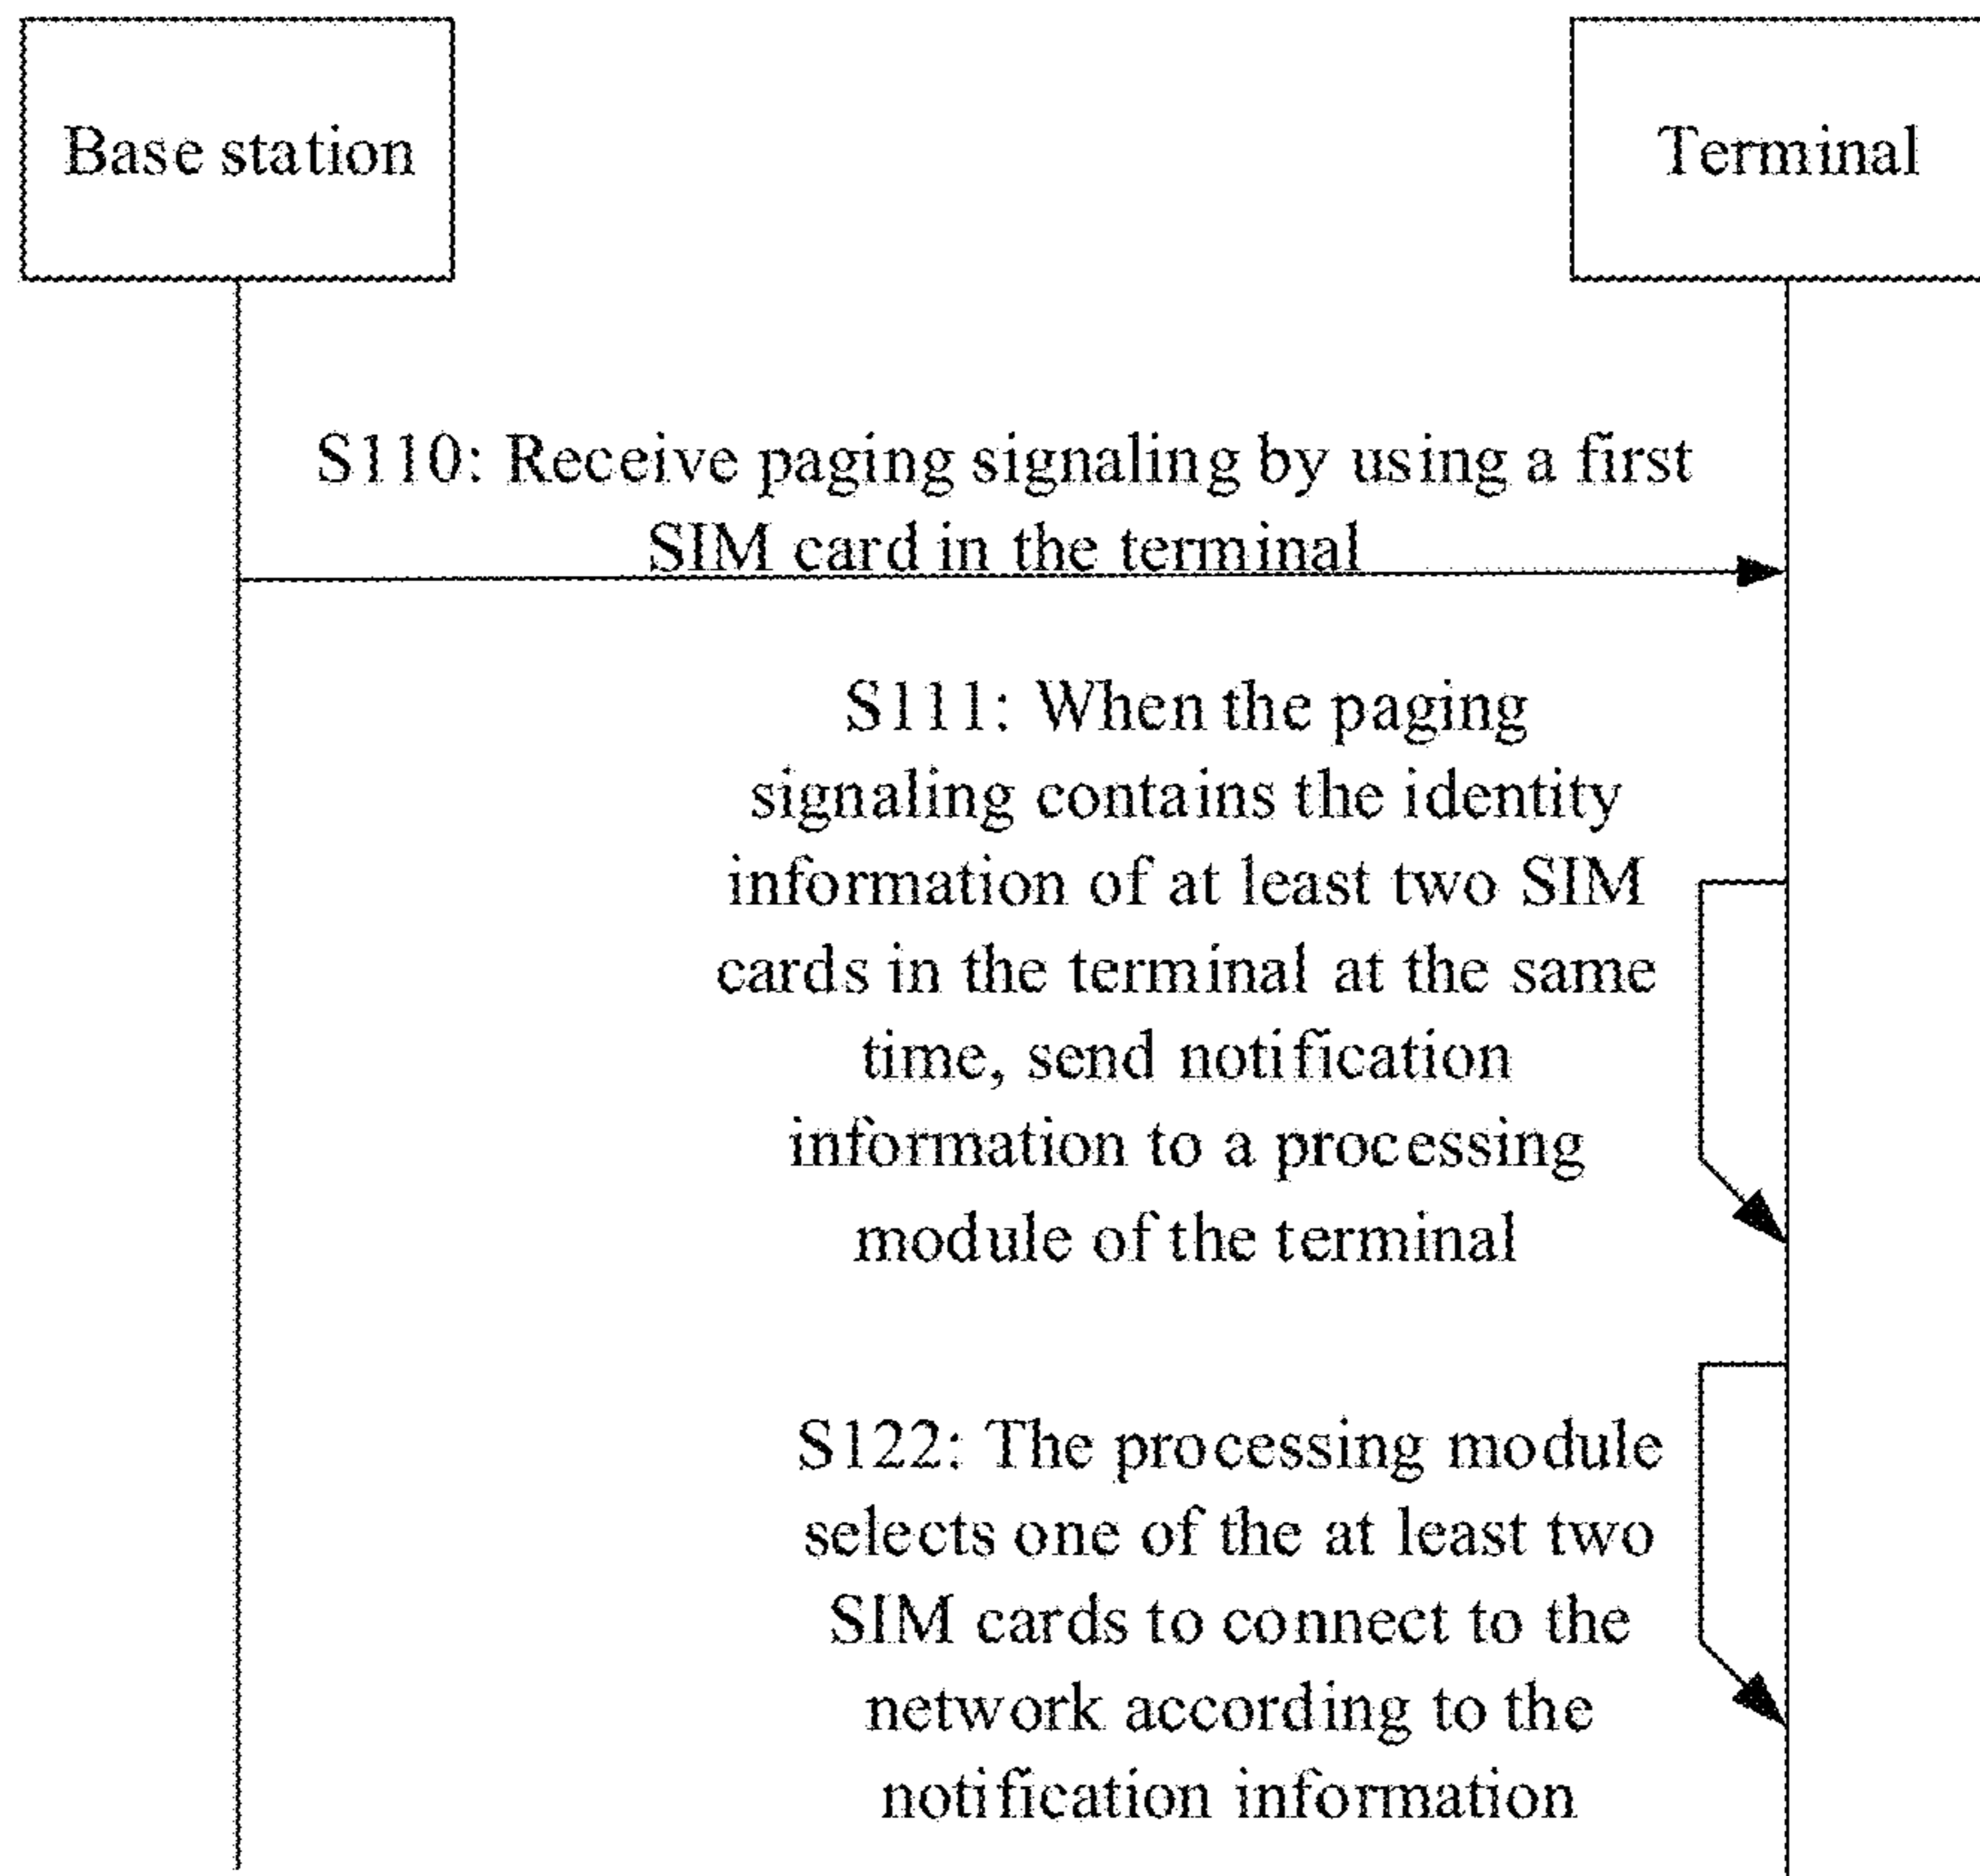 Base station
Terminal
S110: Receive paging signaling by using a first
SIM card in the terminal
S111: When the paging
signaling contains the identity
information of at least two SIM
cards in the terminal at the same
time, send notification
information to a processing
module of the terminal
S122: The processing module
selects one of the at least two
SIM cards to connect to the
network according to the
notification information